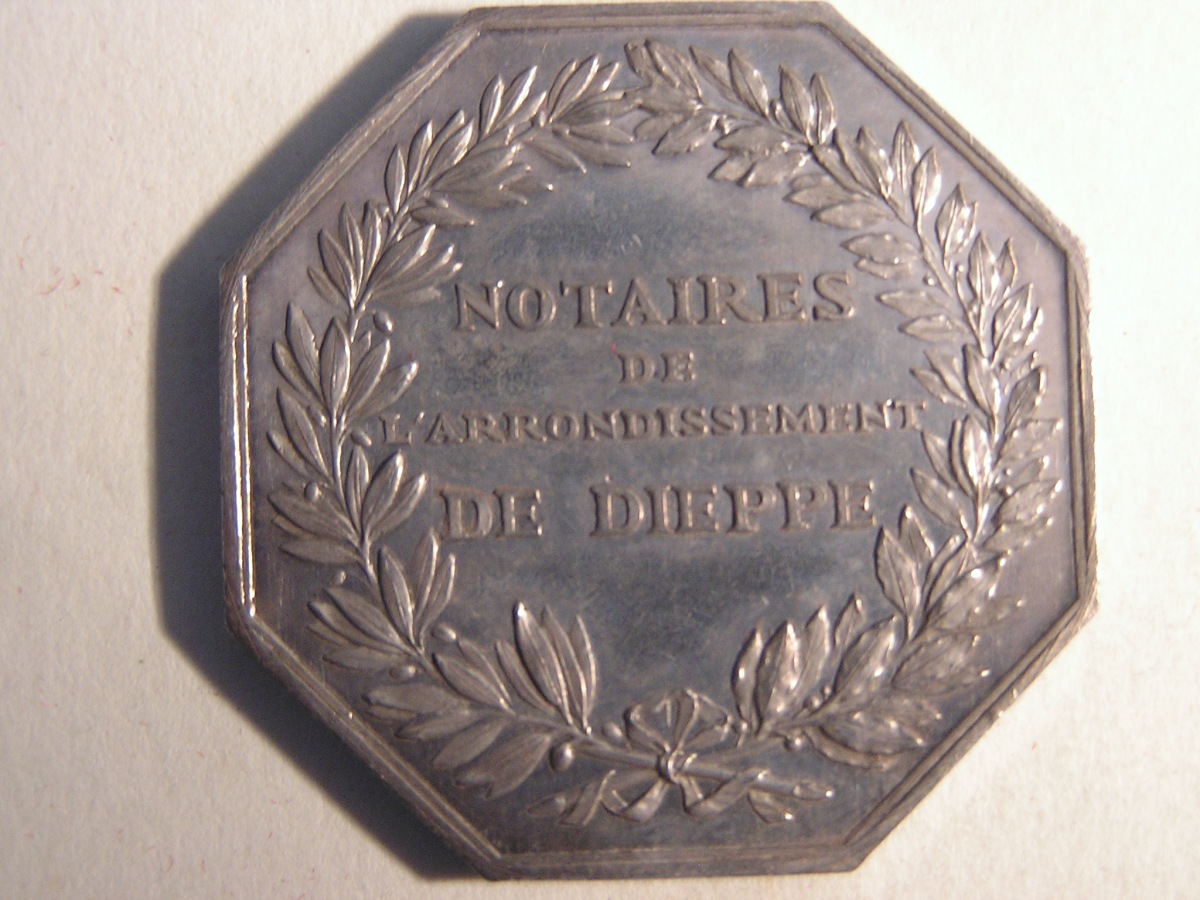 NOTAIRES
DE
L'ARRONDISSEMENT
DE DIEPPE